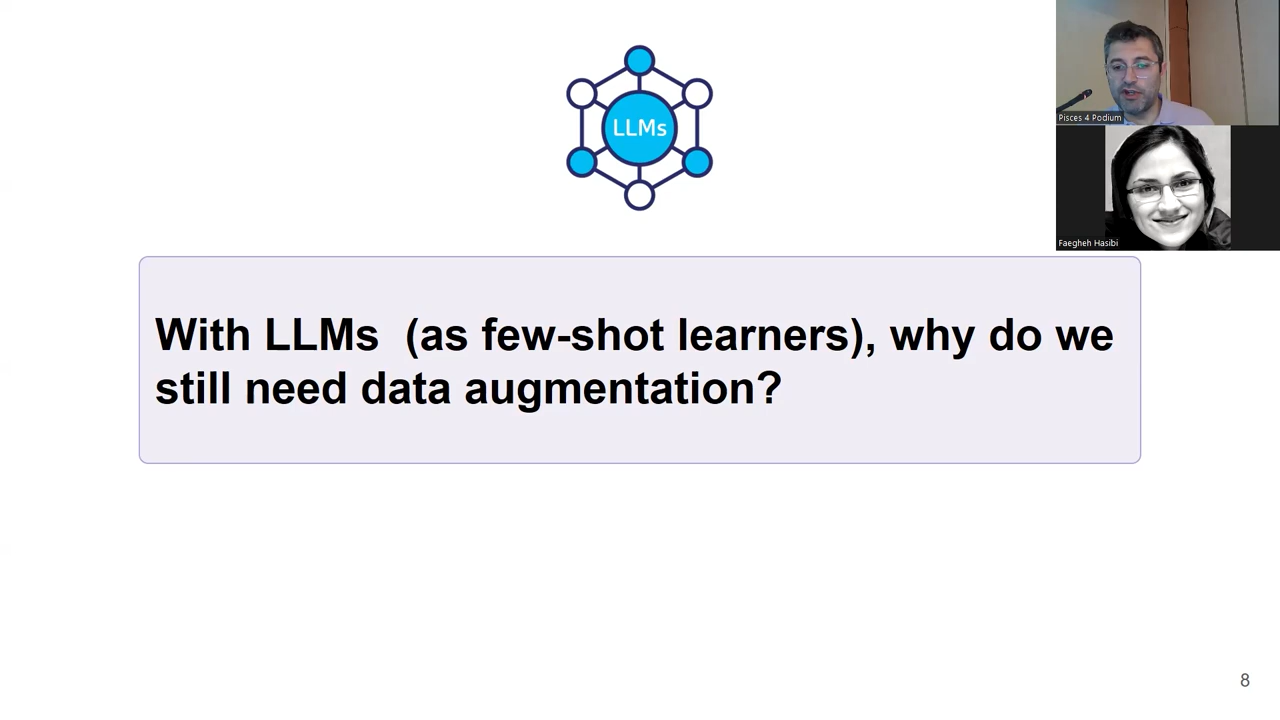 LLMs
Pisces 4 Podium
Faegheh Hasibi
With LLMs (as few-shot learners), why do we
still need data augmentation?
8